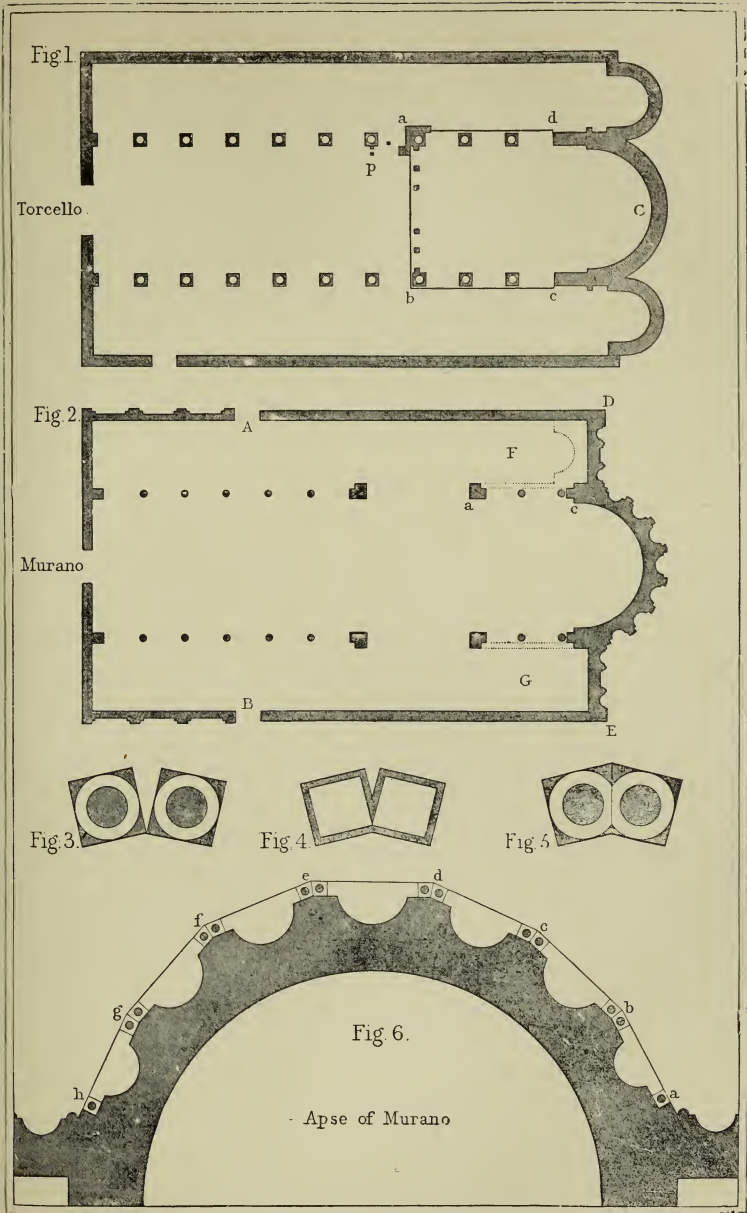 Fig.1.
a
d
P
Torcello.
C
b
c
Fig.2.
A
D
F
a
c
Murano
G
B
E
Fig.3.
Fig.4.
Fig.5
e
d
f
c
g
b
Fig. 6.
h
a
Apse of Murano